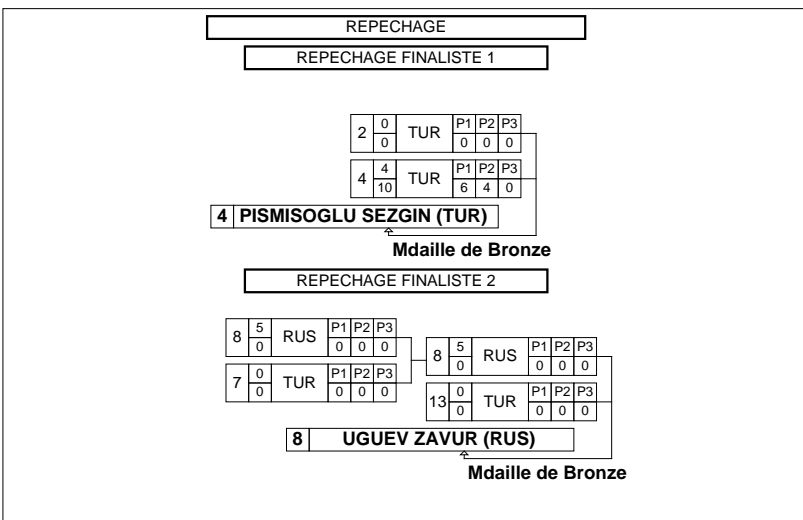 REPECHAGE
REPECHAGE FINALISTE 1
2 0 TUR P1 P2 P3
0 0 0 0
4 4 TUR P1 P2 P3
10 6 4 0
4 PISMISOGLU SEZGIN (TUR)
Mdaille de Bronze
REPECHAGE FINALISTE 2
8 5 RUS P1 P2 P3
0 0 0 0
7 0 TUR P1 P2 P3
0 0 0 0
8 5 RUS P1 P2 P3
0 0 0 0
13 0 TUR P1 P2 P3
0 0 0 0
8 UGUEV ZAVUR (RUS)
Mdaille de Bronze